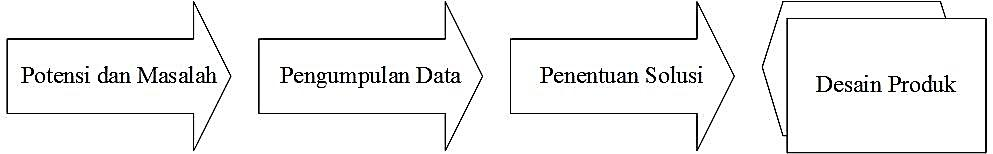 Potensi dan Masalah
Pengumpulan Data
Penentuan Solusi
Desain Produk